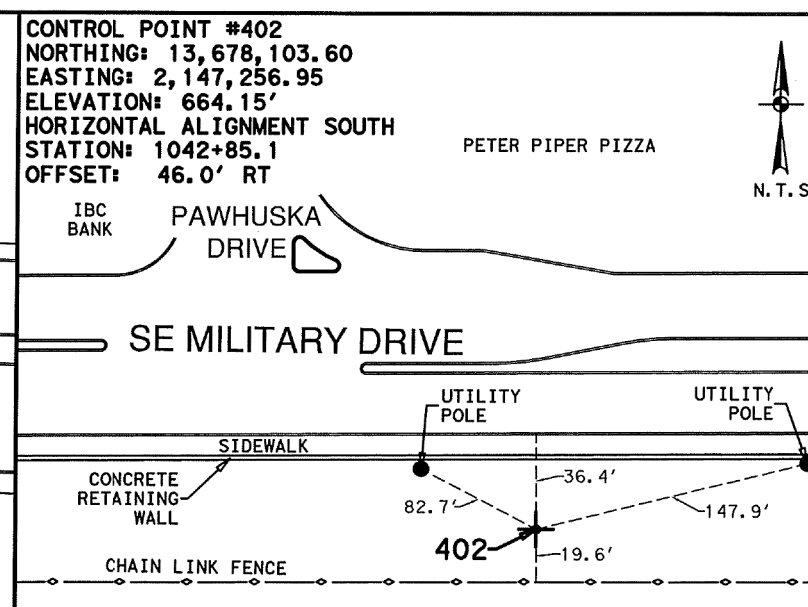 CONTROL POINT #402
NORTHING: 13,678,103.60
EASTING: 2,147,256.95
ELEVATION: 664.15'
HORIZONTAL ALIGNMENT SOUTH
STATION: 1042+85.1
OFFSET: 46.0' RT
PETER PIPER PIZZA
N.T.S
IBC
BANK
PAWHUSKA
DRIVE
SE MILITARY DRIVE
UTILITY
POLE
UTILITY
POLE
SIDEWALK
CONCRETE
RETAINING
WALL
82.7'
36.4'
147.9'
402
19.6'
CHAIN LINK FENCE